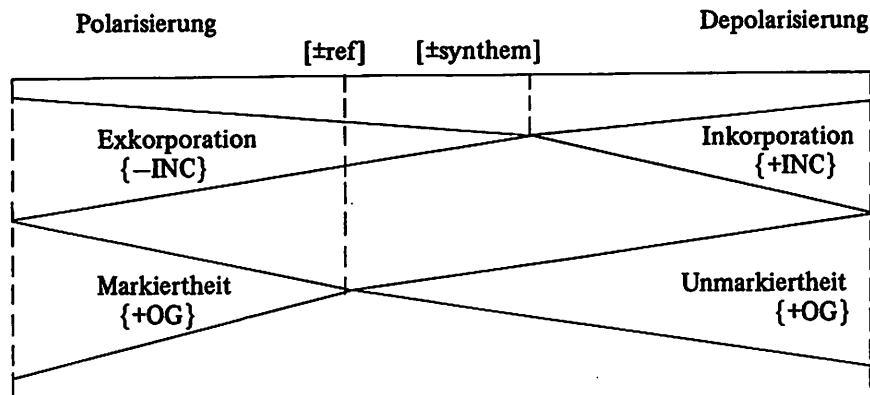 Polarisierung
Depolarisierung
[±ref]
[±synthem]
Exkorporation
{−INC}
Inkorporation
{+INC}
Markiertheit
{+OG}
Unmarkiertheit
{+OG}